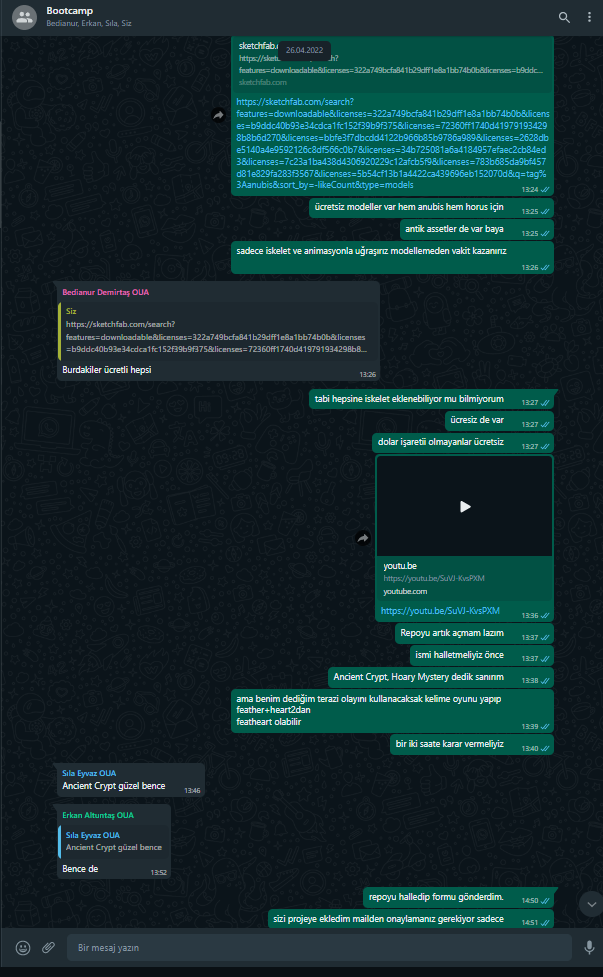 Bootcamp
Bedianur, Erkan, Sıla, Siz
26.04.2022
sketchfab.
https://sketchfab.com/search?
features=downloadable&licenses=322a749bcfa841b29dff1e8a1bb74b0b&licenses=b9ddc...
sketchfab.com
https://sketchfab.com/search?
features=downloadable&licenses=322a749bcfa841b29dff1e8a1bb74b0b&licens
es=b9ddc40b93e34cdca1fc152f39b9f375&licenses=72360ff1740d41979193429
8b8b6d270&licenses=bbfe3f7dbcdd4122b966b85b9786a989&licenses=2628db
e5140a4e9592126c8df566c0b7&licenses=34b725081a6a4184957efaec2cb84ed
3&licenses=7c23a1ba438d4306920229c12afcb5f9&licenses=783b685da9bf457
d81e829fa283f3567&licenses=5b54cf13b1a4422ca439696eb152070d&q=tag%
3Aanubis&sort_by=-likeCount&type=models
13:24
ücretsiz modeller var hem anubis hem horus için
13:25
antik assetler de var baya
13:25
sadece iskelet ve animasyonla uğraşırız modellemeden vakit kazanırız
13:26
Bedianur Demirtaş OUA
Siz
https://sketchfab.com/search?
features=downloadable&licenses=322a749bcfa841b29dff1e8a1bb74b0b&licenses
=b9ddc40b93e34cdca1fc152f39b9f375&licenses=72360ff1740d419791934298b8...
Burdakiler ücretli hepsi
13:26
tabi hepsine iskelet eklenebiliyor mu bilmiyorum
13:27
ücresiz de var
13:27
dolar işaretii olmayanlar ücretsiz
13:27
youtu.be
https://youtu.be/SuVJ-KvsPXM
youtube.com
https://youtu.be/SuVJ-KvsPXM
13:36
Repoyu artık açmam lazım
13:37
ismi halletmeliyiz önce
13:37
Ancient Crypt, Hoary Mystery dedik sanırım
13:38
ama benim dediğim terazi olayını kullanacaksak kelime oyunu yapıp
feather+heart2dan
featheart olabilir
13:39
bir iki saate karar vermeliyiz
13:40
Sıla Eyvaz OUA
Ancient Crypt güzel bence
13:46
Erkan Altuntaş OUA
Sıla Eyvaz OUA
Ancient Crypt güzel bence
Bence de
13:52
repoyu halledip formu gönderdim.
14:50
sizi projeye ekledim mailden onaylamanız gerekiyor sadece
14:51
Bir mesaj yazın